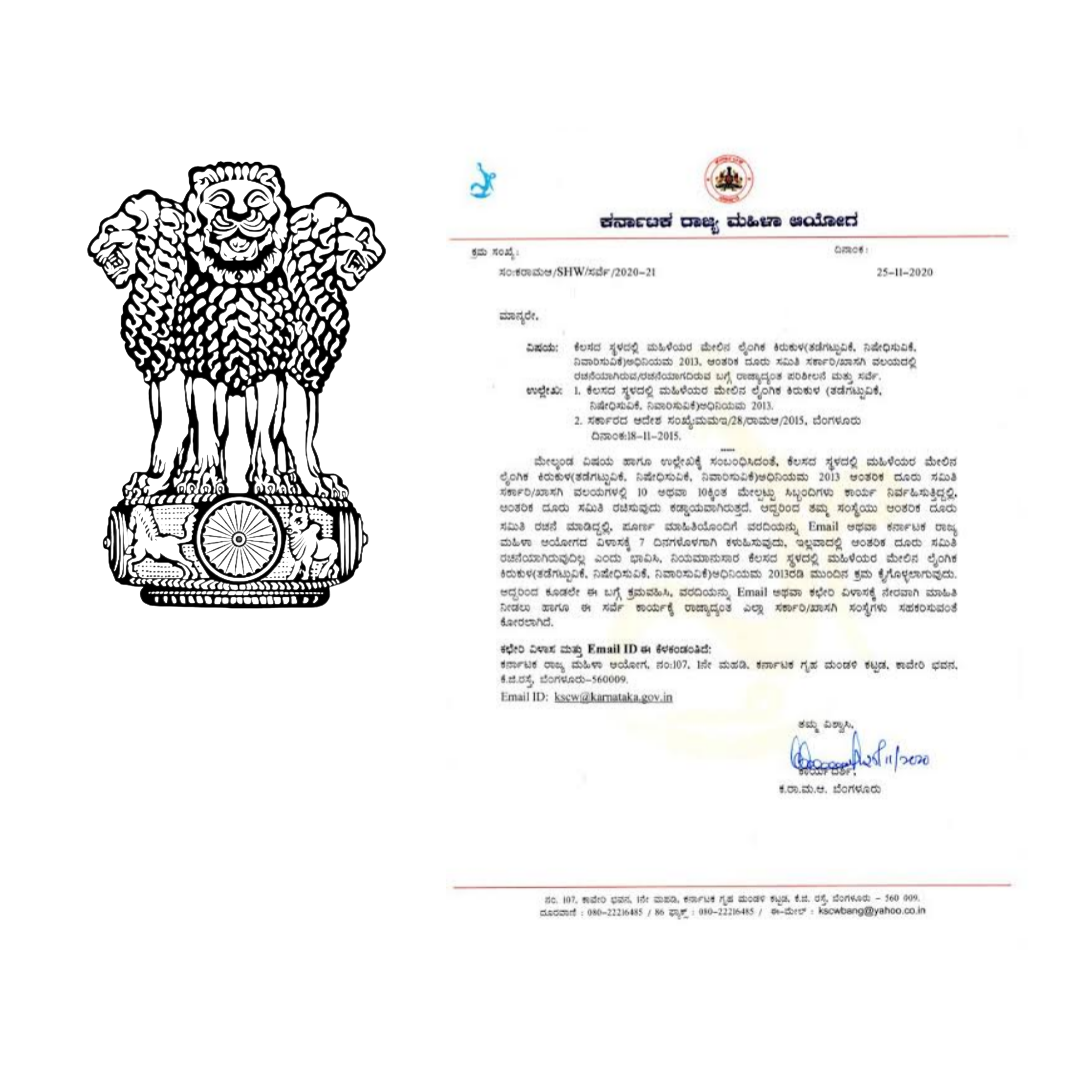 ಕರ್ನಾಟಕ ರಾಜ್ಯ ಮಹಿಳಾ ಆಯೋಗ
ಕ್ರಮ ಸಂಖ್ಯೆ: ದಿನಾಂಕ:
ಸಂ:ಕರಾಮಆ/SHW/ಸರ್ವೆ/2020-21 25-11-2020
ಮಾನ್ಯರೇ,
ವಿಷಯ: ಕೆಲಸದ ಸ್ಥಳದಲ್ಲಿ ಮಹಿಳೆಯರ ಮೇಲಿನ ಲೈಂಗಿಕ ಕಿರುಕುಳ(ತಡೆಗಟ್ಟುವಿಕೆ, ನಿಷೇಧಿಸುವಿಕೆ,
ನಿವಾರಿಸುವಿಕೆ)ಅಧಿನಿಯಮ 2013, ಆಂತರಿಕ ದೂರು ಸಮಿತಿ ಸರ್ಕಾರಿ/ಖಾಸಗಿ ವಲಯದಲ್ಲಿ
ರಚನೆಯಾಗಿರುವ/ರಚನೆಯಾಗದಿರುವ ಬಗ್ಗೆ ರಾಜ್ಯಾದ್ಯಂತ ಪರಿಶೀಲನೆ ಮತ್ತು ಸರ್ವೆ.
ಉಲ್ಲೇಖ: 1. ಕೆಲಸದ ಸ್ಥಳದಲ್ಲಿ ಮಹಿಳೆಯರ ಮೇಲಿನ ಲೈಂಗಿಕ ಕಿರುಕುಳ (ತಡೆಗಟ್ಟುವಿಕೆ,
ನಿಷೇಧಿಸುವಿಕೆ, ನಿವಾರಿಸುವಿಕೆ)ಅಧಿನಿಯಮ 2013.
2. ಸರ್ಕಾರದ ಆದೇಶ ಸಂಖ್ಯೆ:ಮಮಇ/28/ರಾಮಆ/2015, ಬೆಂಗಳೂರು
ದಿನಾಂಕ:18-11-2015.
ಮೇಲ್ಕಂಡ ವಿಷಯ ಹಾಗೂ ಉಲ್ಲೇಖಕ್ಕೆ ಸಂಬಂಧಿಸಿದಂತೆ, ಕೆಲಸದ ಸ್ಥಳದಲ್ಲಿ ಮಹಿಳೆಯರ ಮೇಲಿನ
ಲೈಂಗಿಕ ಕಿರುಕುಳ(ತಡೆಗಟ್ಟುವಿಕೆ, ನಿಷೇಧಿಸುವಿಕೆ, ನಿವಾರಿಸುವಿಕೆ)ಅಧಿನಿಯಮ 2013 ಆಂತರಿಕ ದೂರು ಸಮಿತಿ
ಸರ್ಕಾರಿ/ಖಾಸಗಿ ವಲಯಗಳಲ್ಲಿ 10 ಅಥವಾ 10ಕ್ಕಿಂತ ಮೇಲ್ಪಟ್ಟು ಸಿಬ್ಬಂದಿಗಳು ಕಾರ್ಯ ನಿರ್ವಹಿಸುತ್ತಿದ್ದಲ್ಲಿ,
ಆಂತರಿಕ ದೂರು ಸಮಿತಿ ರಚಿಸುವುದು ಕಡ್ಡಾಯವಾಗಿರುತ್ತದೆ. ಆದ್ದರಿಂದ ತಮ್ಮ ಸಂಸ್ಥೆಯು ಆಂತರಿಕ ದೂರು
ಸಮಿತಿ ರಚನೆ ಮಾಡಿದ್ದಲ್ಲಿ, ಪೂರ್ಣ ಮಾಹಿತಿಯೊಂದಿಗೆ ವರದಿಯನ್ನು Email ಅಥವಾ ಕರ್ನಾಟಕ ರಾಜ್ಯ
ಮಹಿಳಾ ಆಯೋಗದ ವಿಳಾಸಕ್ಕೆ 7 ದಿನಗಳೊಳಗಾಗಿ ಕಳುಹಿಸುವುದು, ಇಲ್ಲವಾದಲ್ಲಿ ಆಂತರಿಕ ದೂರು ಸಮಿತಿ
ರಚನೆಯಾಗಿರುವುದಿಲ್ಲ ಎಂದು ಭಾವಿಸಿ, ನಿಯಮಾನುಸಾರ ಕೆಲಸದ ಸ್ಥಳದಲ್ಲಿ ಮಹಿಳೆಯರ ಮೇಲಿನ ಲೈಂಗಿಕ
ಕಿರುಕುಳ(ತಡೆಗಟ್ಟುವಿಕೆ, ನಿಷೇಧಿಸುವಿಕೆ, ನಿವಾರಿಸುವಿಕೆ)ಅಧಿನಿಯಮ 2013ರಡಿ ಮುಂದಿನ ಕ್ರಮ ಕೈಗೊಳ್ಳಲಾಗುವುದು.
ಆದ್ದರಿಂದ ಕೂಡಲೇ ಈ ಬಗ್ಗೆ ಕ್ರಮವಹಿಸಿ, ವರದಿಯನ್ನು Email ಅಥವಾ ಕಛೇರಿ ವಿಳಾಸಕ್ಕೆ ನೇರವಾಗಿ ಮಾಹಿತಿ
ನೀಡಲು ಹಾಗೂ ಈ ಸರ್ವೆ ಕಾರ್ಯಕ್ಕೆ ರಾಜ್ಯಾದ್ಯಂತ ಎಲ್ಲಾ ಸರ್ಕಾರಿ/ಖಾಸಗಿ ಸಂಸ್ಥೆಗಳು ಸಹಕರಿಸುವಂತೆ
ಕೋರಲಾಗಿದೆ.
ಕಛೇರಿ ವಿಳಾಸ ಮತ್ತು Email ID ಈ ಕೆಳಕಂಡಂತಿದೆ:
ಕರ್ನಾಟಕ ರಾಜ್ಯ ಮಹಿಳಾ ಆಯೋಗ, ನಂ:107, 1ನೇ ಮಹಡಿ, ಕರ್ನಾಟಕ ಗೃಹ ಮಂಡಳಿ ಕಟ್ಟಡ, ಕಾವೇರಿ ಭವನ,
ಕೆ.ಜಿ.ರಸ್ತೆ, ಬೆಂಗಳೂರು-560009.
Email ID: kscw@karnataka.gov.in
ತಮ್ಮ ವಿಶ್ವಾಸಿ,
25/11/2020
ಕಾರ್ಯದರ್ಶಿ,
ಕ.ರಾ.ಮ.ಆ. ಬೆಂಗಳೂರು
ನಂ. 107, ಕಾವೇರಿ ಭವನ, 1ನೇ ಮಹಡಿ, ಕರ್ನಾಟಕ ಗೃಹ ಮಂಡಳಿ ಕಟ್ಟಡ, ಕೆ.ಜಿ. ರಸ್ತೆ, ಬೆಂಗಳೂರು - 560 009.
ದೂರವಾಣಿ : 080-22216485 / 86 ಫ್ಯಾಕ್ಸ್ : 080-22216485 / ಈ-ಮೇಲ್ : kscwbang@yahoo.co.in